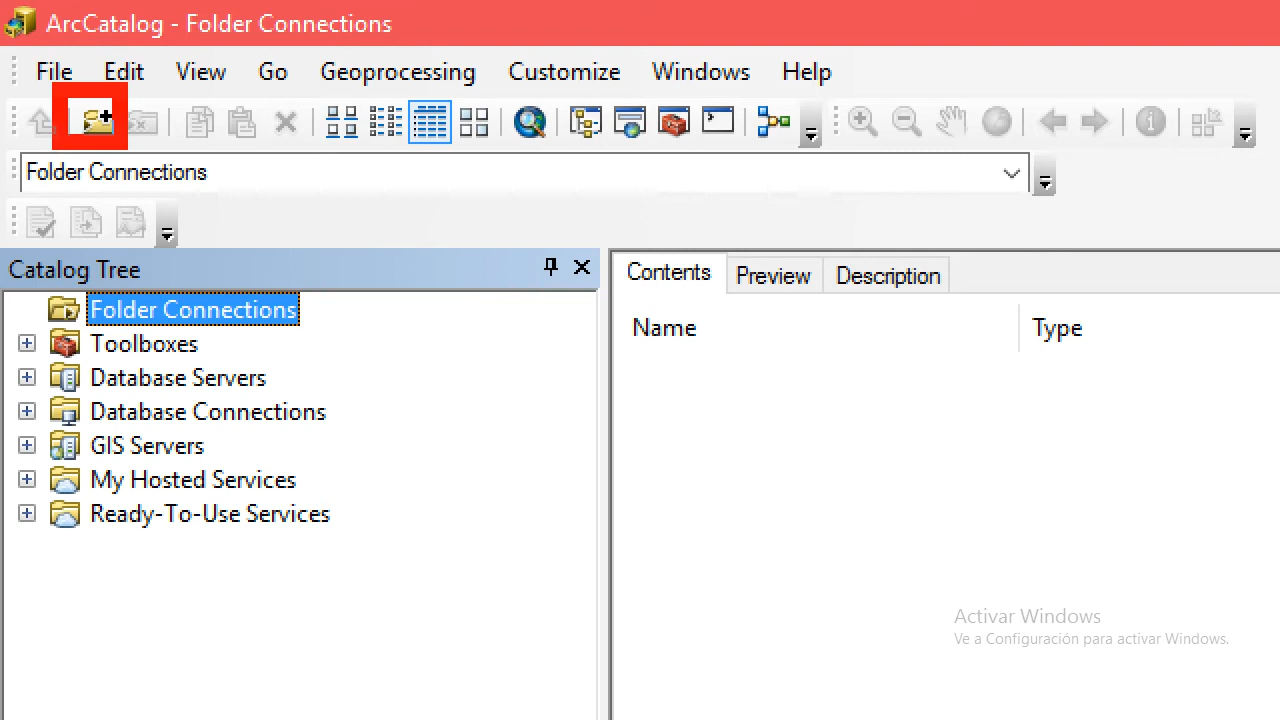 ArcCatalog - Folder Connections
File Edit View Go Geoprocessing Customize Windows Help
Folder Connections
Catalog Tree
Folder Connections
Toolboxes
Database Servers
Database Connections
GIS Servers
My Hosted Services
Ready-To-Use Services
Contents Preview Description
Name Type
Activar Windows
Ve a Configuración para activar Windows.